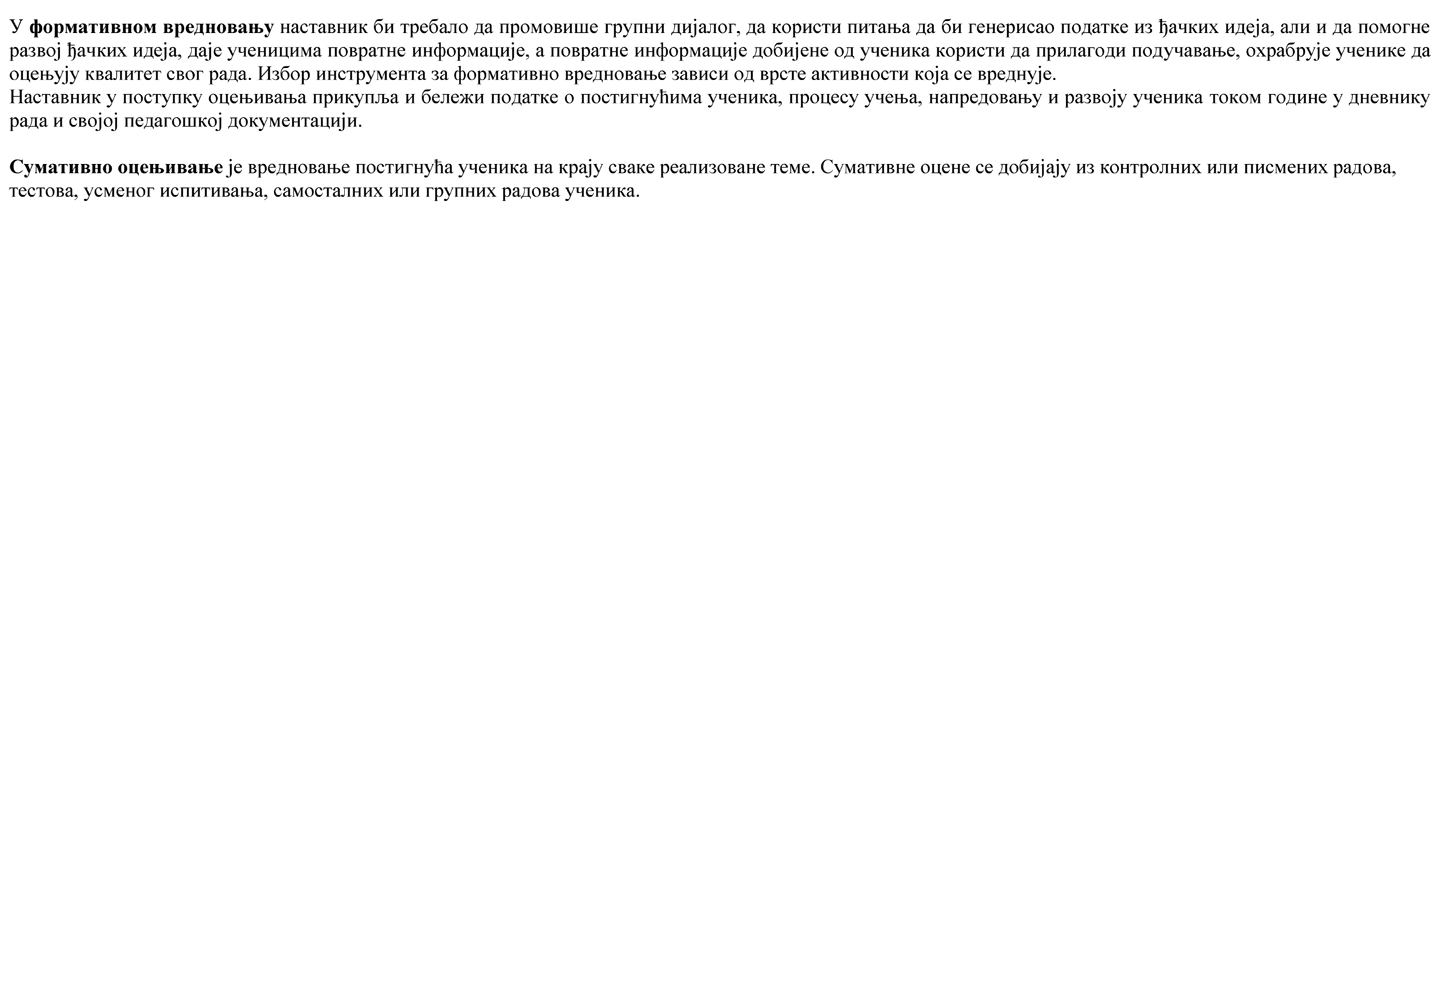 У формативном вредновању наставник би требало да промовише групни дијалог, да користи питања да би генерисао податке из ђачких идеја, али и да помогне
развој ђачких идеја, даје ученицима повратне информације, а повратне информације добијене од ученика користи да прилагоди подучавање, охрабрује ученике да
оцењују квалитет свог рада. Избор инструмента за формативно вредновање зависи од врсте активности која се вреднује.
Наставник у поступку оцењивања прикупља и бележи податке о постигнућима ученика, процесу учења, напредовању и развоју ученика током године у дневнику
рада и својој педагошкој документацији.
Сумативно оцењивање је вредновање постигнућа ученика на крају сваке реализоване теме. Сумативне оцене се добијају из контролних или писмених радова,
тестова, усменог испитивања, самосталних или групних радова ученика.